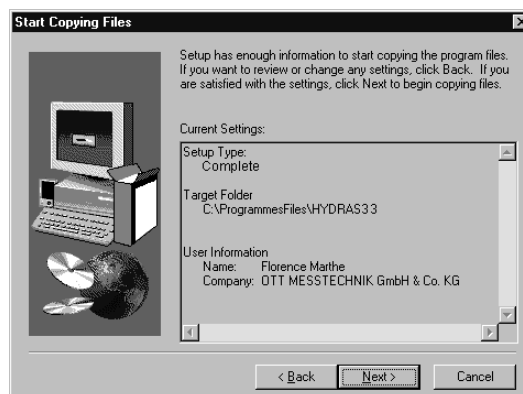 Start Copying Files
Setup has enough information to start copying the program files.
If you want to review or change any settings, click Back. If you
are satisfied with the settings, click Next to begin copying files.
Current Settings:
Setup Type:
Complete
Target Folder
C:\ProgrammesFiles\HYDRAS33
User Information
Name: Florence Marthe
Company: OTT MESSTECHNIK GmbH & Co. KG
< Back Next > Cancel